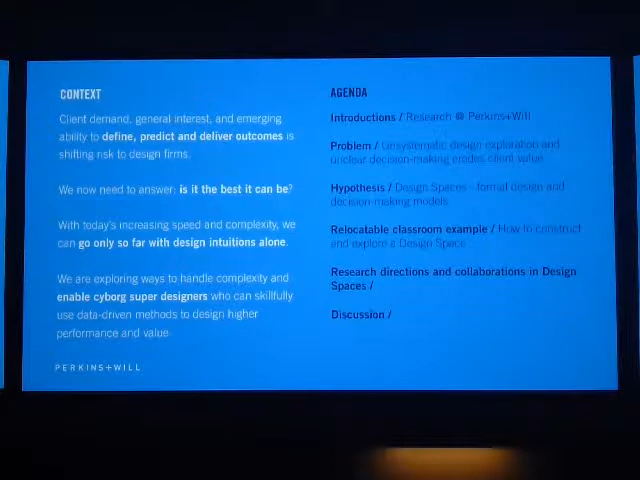 CONTEXT
Client demand, general interest, and emerging
ability to define, predict and deliver outcomes is
shifting risk to design firms.
We now need to answer: is it the best it can be?
With today's increasing speed and complexity, we
can go only so far with design intuitions alone.
We are exploring ways to handle complexity and
enable cyborg super designers who can skillfully
use data-driven methods to design higher
performance and value.
PERKINS+WILL
AGENDA
Introductions / Research @ Perkins+Will
Problem / Unsystematic design exploration and
unclear decision-making erodes client value
Hypothesis / Design Spaces - formal design and
decision-making models
Relocatable classroom example / How to construct
and explore a Design Space
Research directions and collaborations in Design
Spaces /
Discussion /